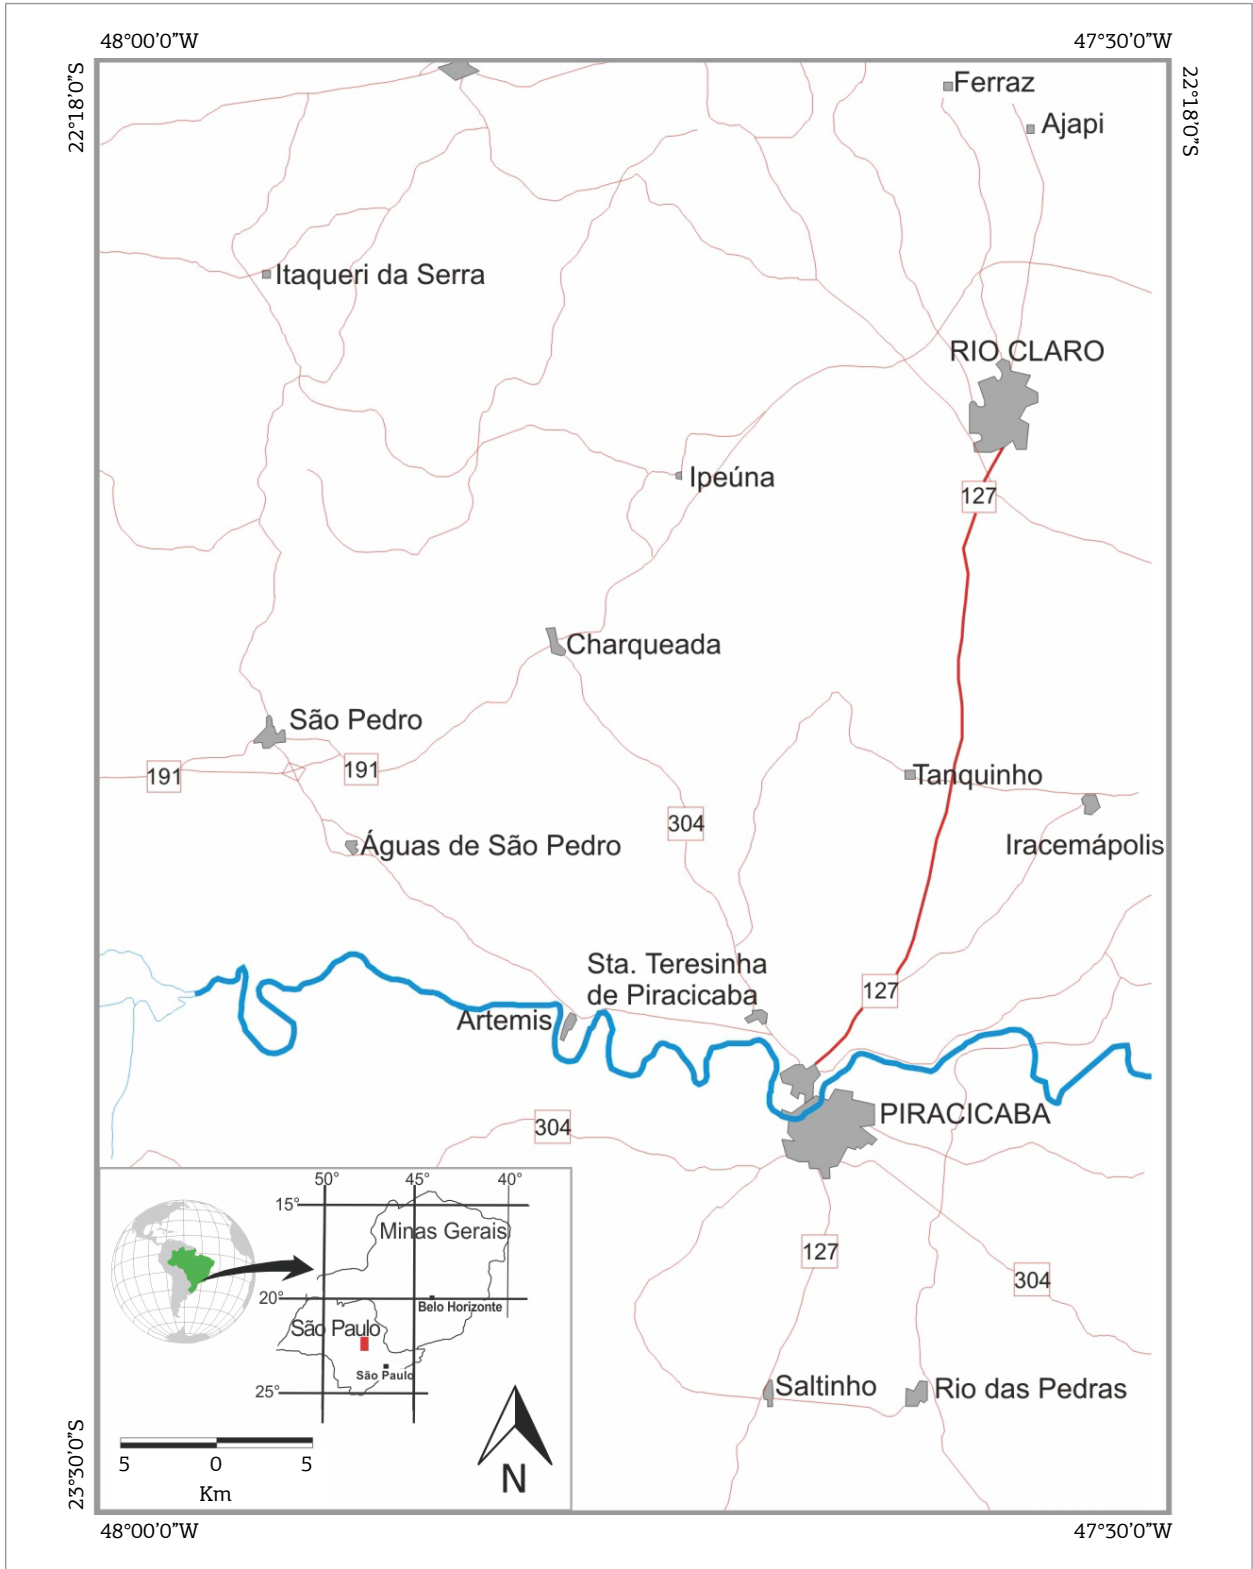 48°00'0"W
47°30'0"W
22°18'0"S
22°18'0"S
Ferraz
Ajapi
Itaqueri da Serra
RIO CLARO
Ipeúna
127
Charqueada
São Pedro
191
191
Tanquinho
304
Iracemápolis
Águas de São Pedro
Sta. Teresinha
de Piracicaba
127
Artemis
PIRACICABA
304
50°
45°
40°
15°
Minas Gerais
127
304
20°
Belo Horizonte
São Paulo
São Paulo
25°
Saltinho
Rio das Pedras
5
0
5
Km
N
23°30'0"S
48°00'0"W
47°30'0"W